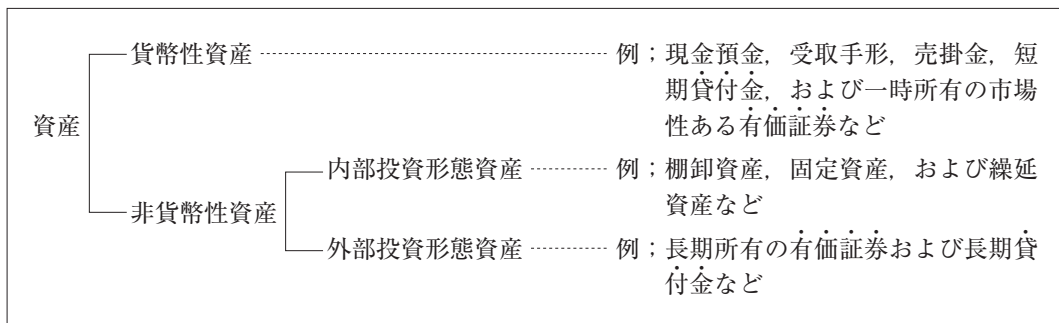 貨幣性資産 例；現金預金，受取手形，売掛金，短
期貸付金，および一時所有の市場
資産
性ある有価証券など
内部投資形態資産 例；棚卸資産，固定資産，および繰延
資産など
非貨幣性資産
外部投資形態資産 例；長期所有の有価証券および長期貸
付金など